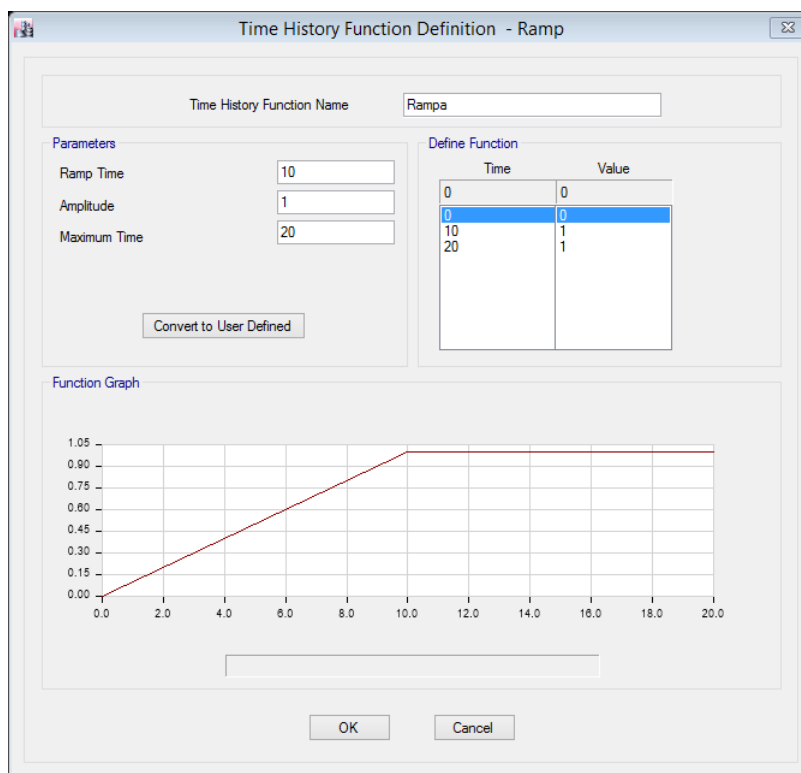 Time History Function Definition - Ramp
Time History Function Name
Rampa
Parameters
Ramp Time
10
Amplitude
1
Maximum Time
20
Convert to User Defined
Define Function
Time Value
0 0
0 0
10 1
20 1
Function Graph
1.05
0.90
0.75
0.60
0.45
0.30
0.15
0.00
0.0 2.0 4.0 6.0 8.0 10.0 12.0 14.0 16.0 18.0 20.0
OK Cancel